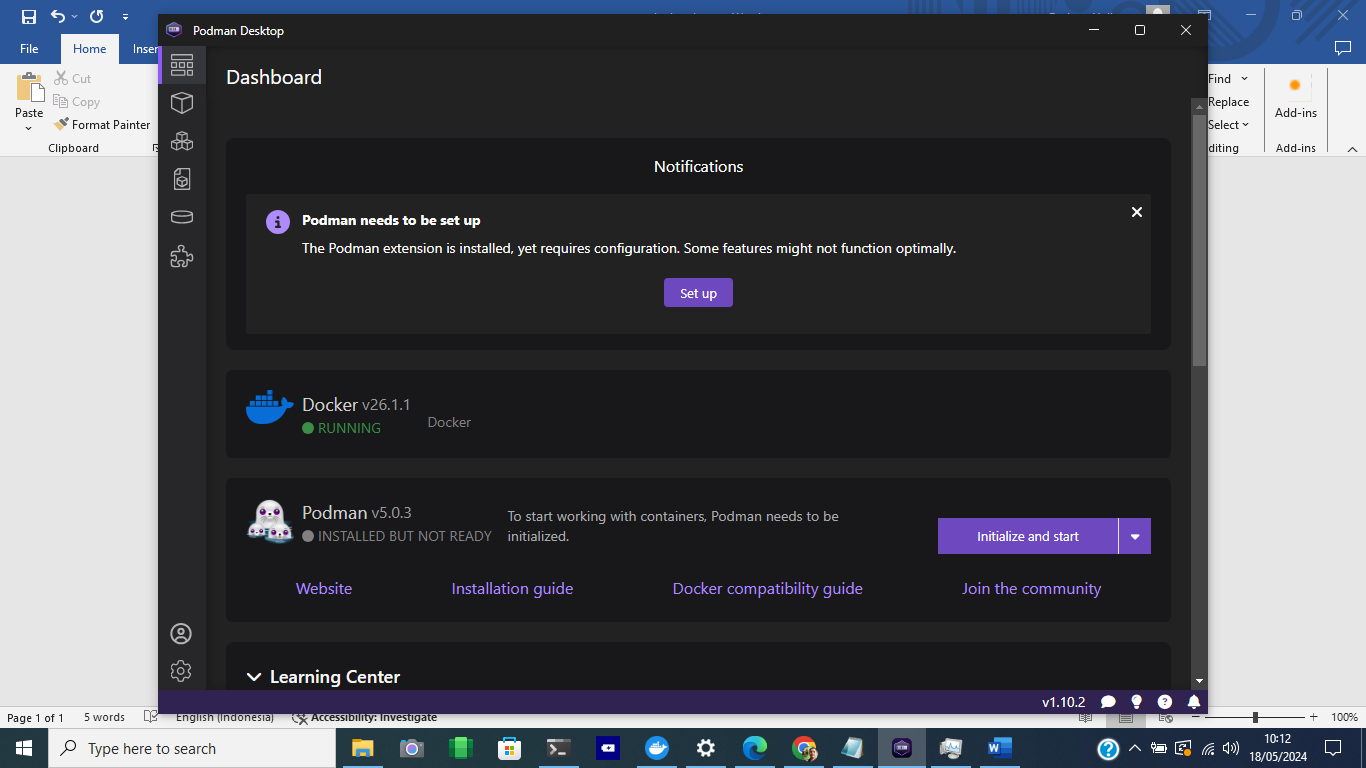 Podman Desktop
File
Home
Inser
Cut
Copy
Paste
Format Painter
Clipboard
Find
Replace
Select
diting
Add-ins
Add-ins
Dashboard
Notifications
Podman needs to be set up
The Podman extension is installed, yet requires configuration. Some features might not function optimally.
Set up
Docker v26.1.1
RUNNING
Docker
Podman v5.0.3
INSTALLED BUT NOT READY
To start working with containers, Podman needs to be
initialized.
Initialize and start
Website
Installation guide
Docker compatibility guide
Join the community
Learning Center
v1.10.2
Page 1 of 1
5 words
English (Indonesia)
Accessibility: Investigate
100%
Type here to search
10:12
18/05/2024